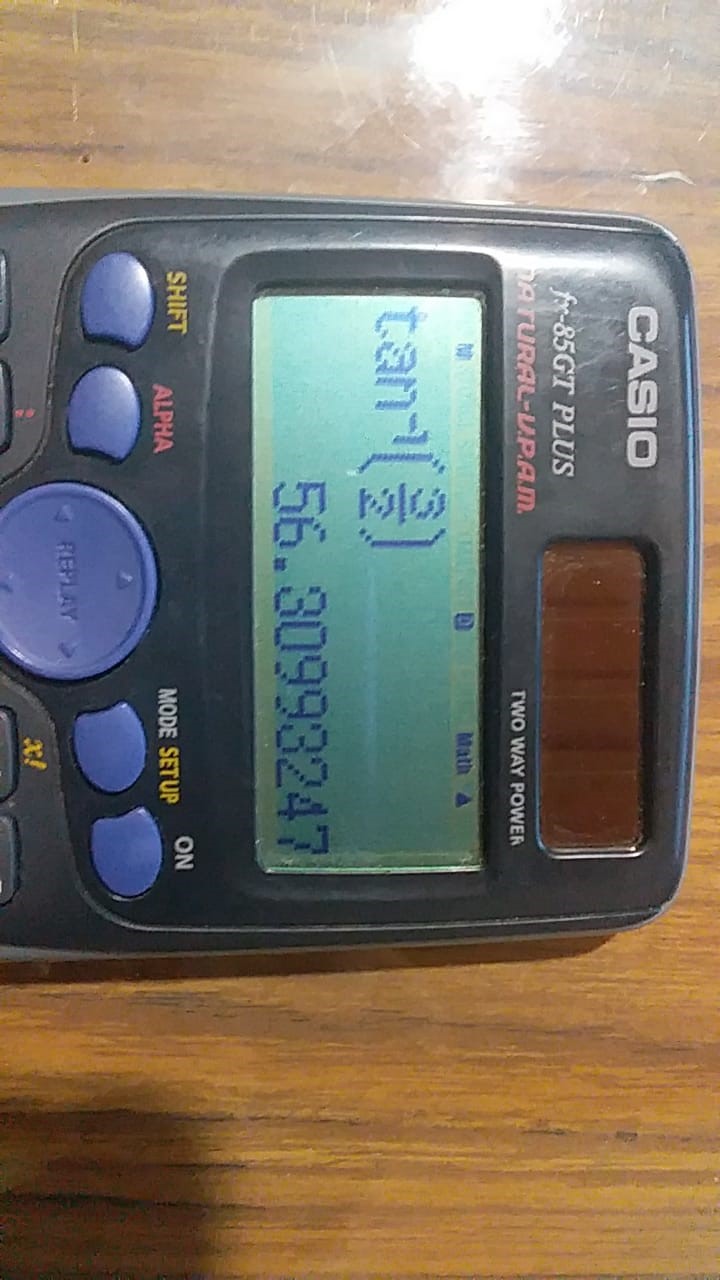 CASIO
fx-85GT PLUS
NATURAL-V.P.A.M.
TWO WAY POWER
M D Math ▲
tan-1(3/2)
56.30993247
SHIFT ALPHA MODE SETUP ON
REPLAY
x!